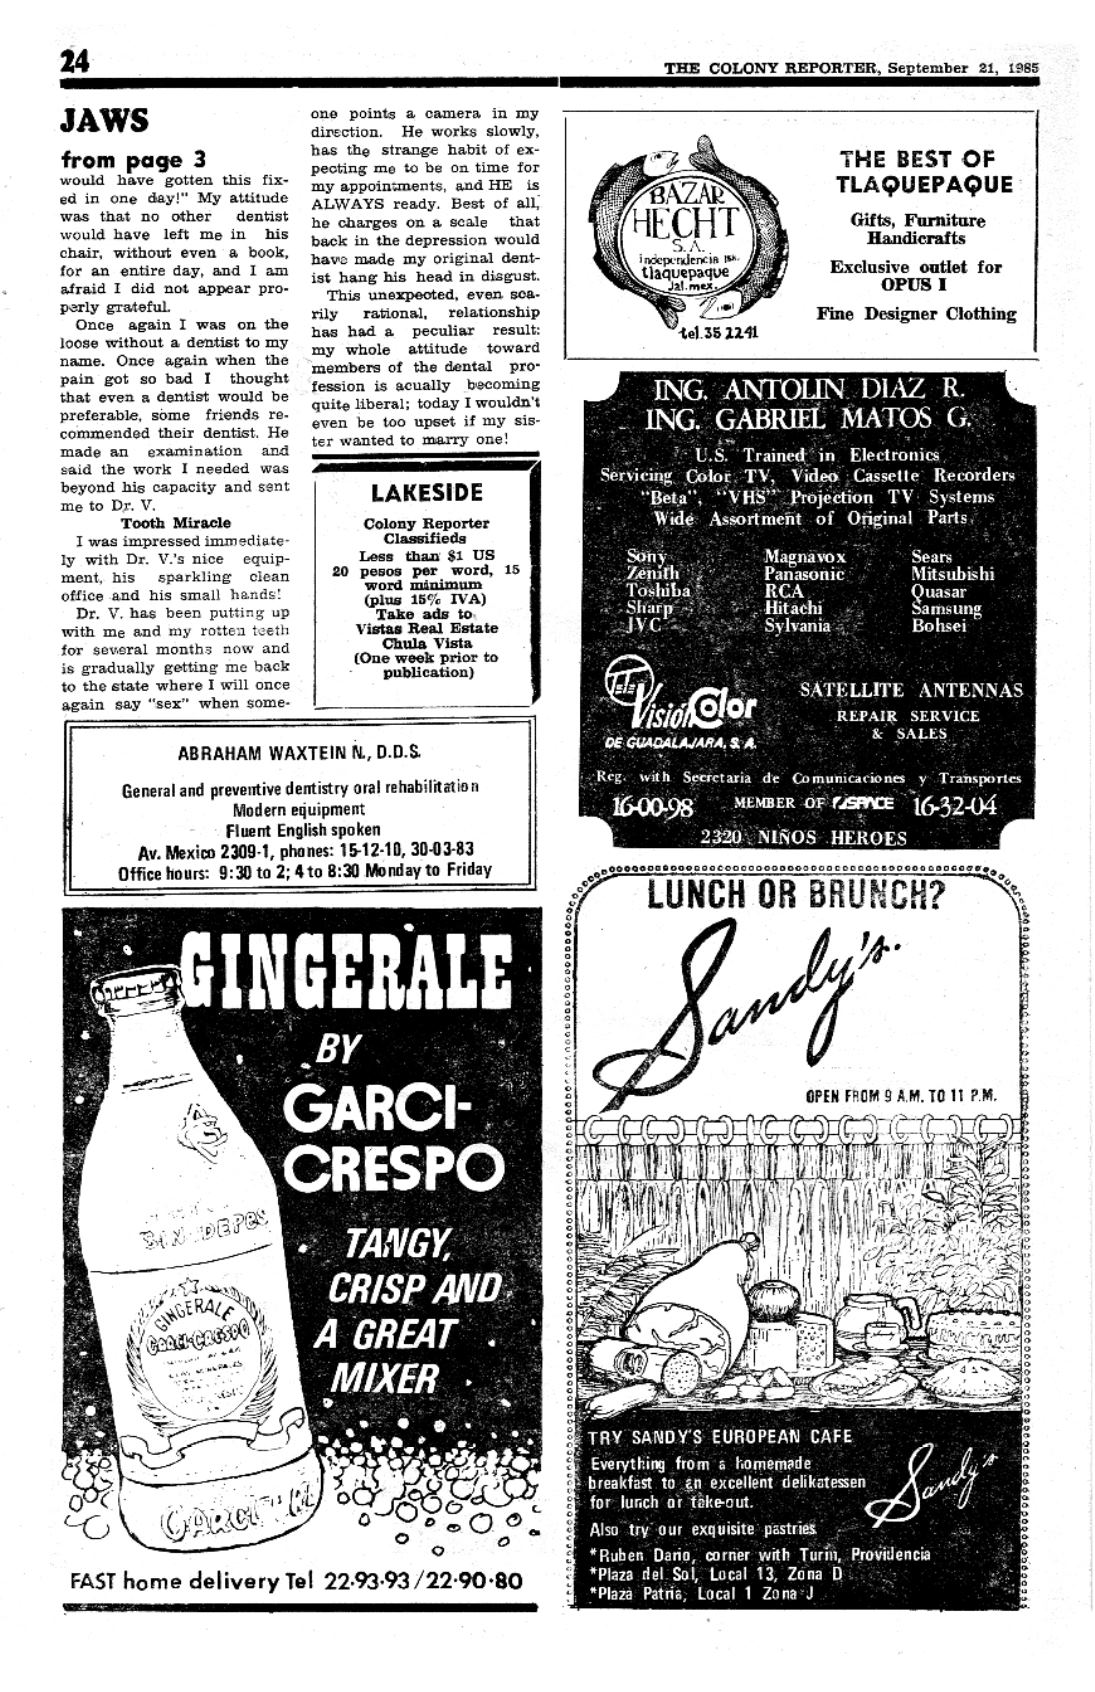 24
THE COLONY REPORTER, September 21, 1985
JAWS
from page 3
would have gotten this fix-
ed in one day!" My attitude
was that no other dentist
would have left me in his
chair, without even a book,
for an entire day, and I am
afraid I did not appear pro-
perly grateful.
Once again I was on the
loose without a dentist to my
name. Once again when the
pain got so bad I thought
that even a dentist would be
preferable, some friends re-
commended their dentist. He
made an examination and
said the work I needed was
beyond his capacity and sent
me to Dr. V.
Tooth Miracle
I was impressed immediate-
ly with Dr. V.'s nice equip-
ment, his sparkling clean
office and his small hands!
Dr. V. has been putting up
with me and my rotten teeth
for several months now and
is gradually getting me back
to the state where I will once
again say "sex" when some-
one points a camera in my
direction. He works slowly,
has the strange habit of ex-
pecting me to be on time for
my appointments, and HE is
ALWAYS ready. Best of all,
he charges on a scale that
back in the depression would
have made my original dent-
ist hang his head in disgust.
This unexpected, even sca-
rily rational, relationship
has had a peculiar result:
my whole attitude toward
members of the dental pro-
fession is acually becoming
quite liberal; today I wouldn't
even be too upset if my sis-
ter wanted to marry one!
LAKESIDE
Colony Reporter
Classifieds
Less than $1 US
20 pesos per word, 15
word minimum
(plus 15% IVA)
Take ads to
Vistas Real Estate
Chula Vista
(One week prior to
publication)
ABRAHAM WAXTEIN N., D.D.S.
General and preventive dentistry oral rehabilitation
Modern equipment
Fluent English spoken
Av. Mexico 2309-1, phones: 15-12-10, 30-03-83
Office hours: 9:30 to 2; 4 to 8:30 Monday to Friday
GINGERALE
BY
GARCI-
CRESPO
TANGY,
CRISP AND
A GREAT
MIXER
GINGERALE
GARCI-CRESPO
FAST home delivery Tel 22·93·93/22·90·80
BAZAR
HECHT
S.A.
independencia 158.
tlaquepaque
Jal. mex.
tel. 35 22 41
THE BEST OF
TLAQUEPAQUE
Gifts, Furniture
Handicrafts
Exclusive outlet for
OPUS I
Fine Designer Clothing
ING. ANTOLIN DIAZ R.
ING. GABRIEL MATOS G.
U.S. Trained in Electronics
Servicing Color TV, Video Cassette Recorders
"Beta", "VHS" Projection TV Systems
Wide Assortment of Original Parts
Sony Magnavox Sears
Zenith Panasonic Mitsubishi
Toshiba RCA Quasar
Sharp Hitachi Samsung
JVC Sylvania Bohsei
Tele
Visión Color
DE GUADALAJARA, S. A.
SATELLITE ANTENNAS
REPAIR SERVICE
& SALES
Reg. with Secretaria de Comunicaciones y Transportes
16-00-98 MEMBER OF 16-32-04
2320 NIÑOS HEROES
LUNCH OR BRUNCH?
Sandy's
OPEN FROM 9 A.M. TO 11 P.M.
TRY SANDY'S EUROPEAN CAFE
Everything from a homemade
breakfast to an excellent delikatessen
for lunch or take-out.
Also try our exquisite pastries
Sandy's
*Ruben Dario, corner with Turin, Providencia
*Plaza del Sol, Local 13, Zona D
*Plaza Patria, Local 1 Zona J